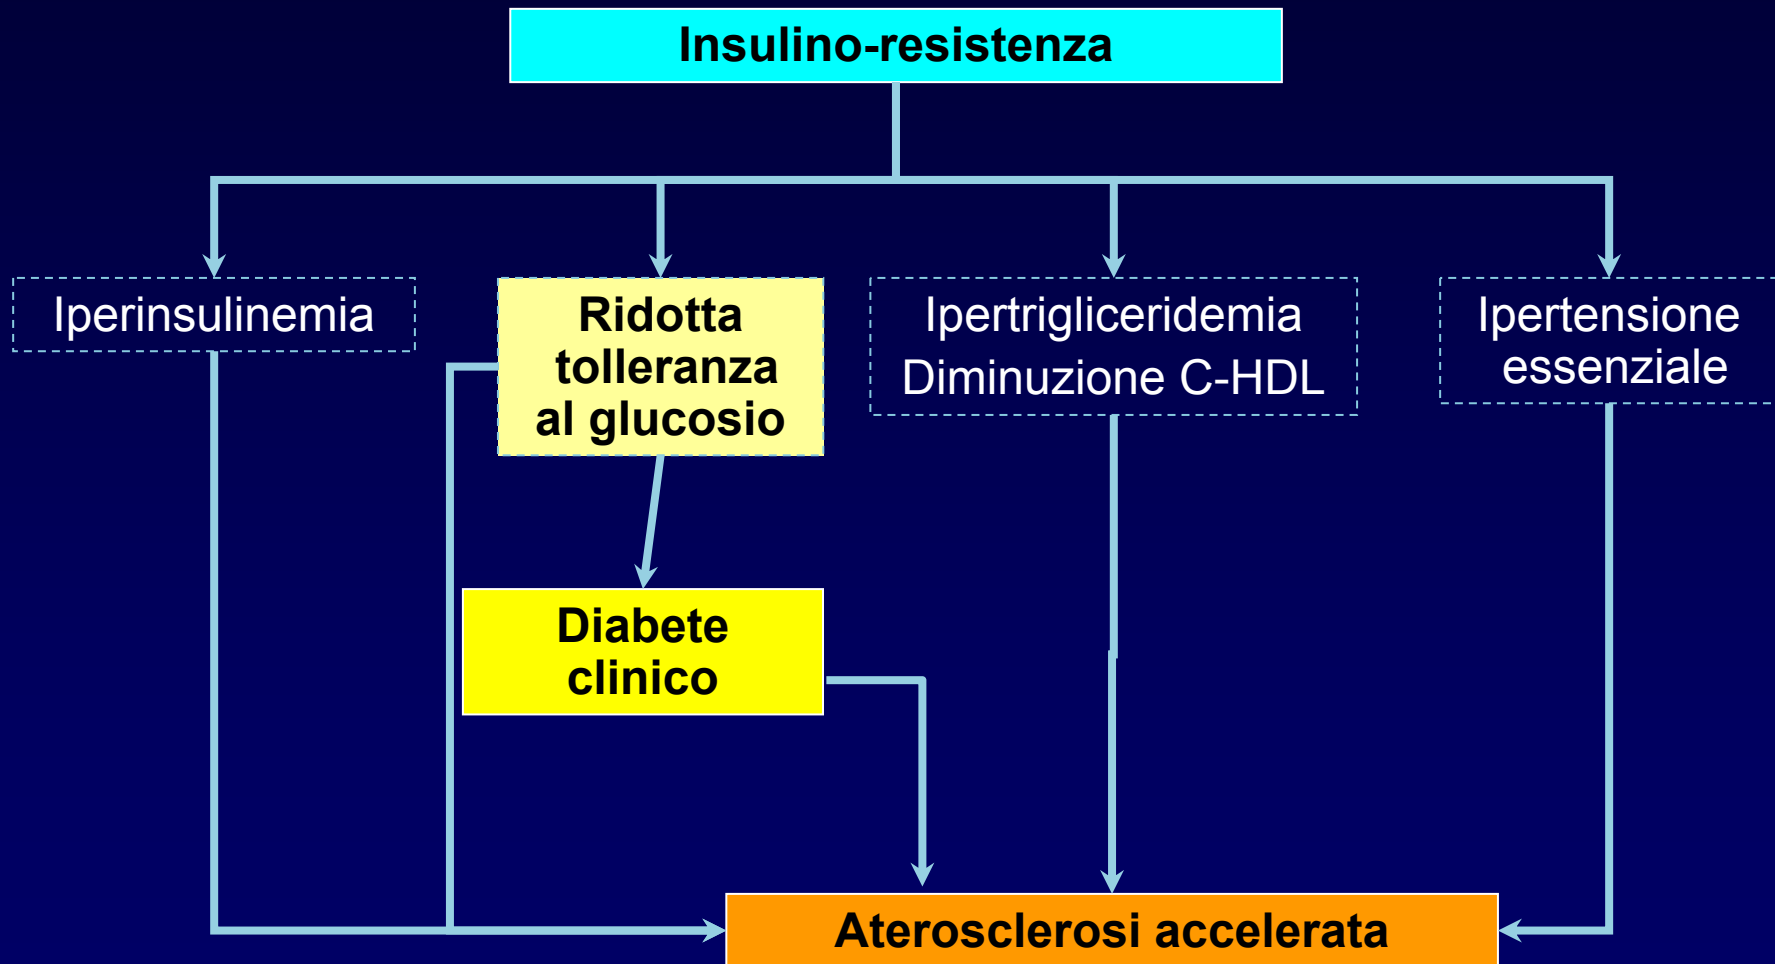 Insulino-resistenza
Iperinsulinemia
Ridotta
tolleranza
al glucosio
Ipertrigliceridemia
Diminuzione C-HDL
Ipertensione
essenziale
Diabete
clinico
Aterosclerosi accelerata